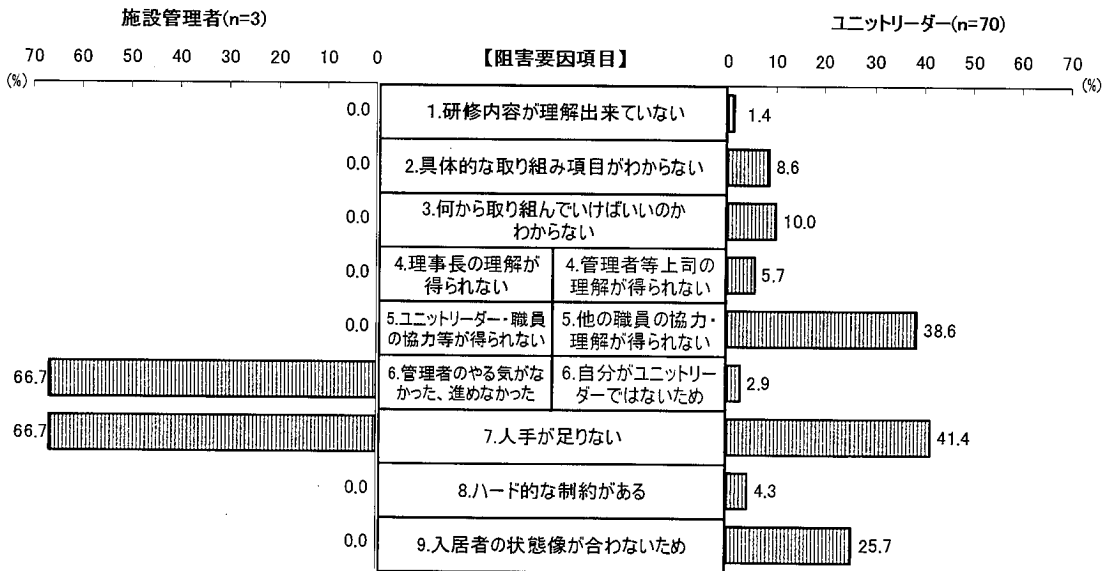 施設管理者(n=3)
ユニットリーダー(n=70)
70 60 50 40 30 20 10 0
【阻害要因項目】
0 10 20 30 40 50 60 70
(%)
(%)
0.0
1.研修内容が理解出来ていない
1.4
0.0
2.具体的な取り組み項目がわからない
8.6
0.0
3.何から取り組んでいけばいいのか
わからない
10.0
0.0
4.理事長の理解が
得られない
4.管理者等上司の
理解が得られない
5.7
0.0
5.ユニットリーダー・職員
の協力等が得られない
5.他の職員の協力・
理解が得られない
38.6
66.7
6.管理者のやる気がな
かった、進めなかった
6.自分がユニットリー
ダーではないため
2.9
66.7
7.人手が足りない
41.4
0.0
8.ハード的な制約がある
4.3
0.0
9.入居者の状態像が合わないため
25.7